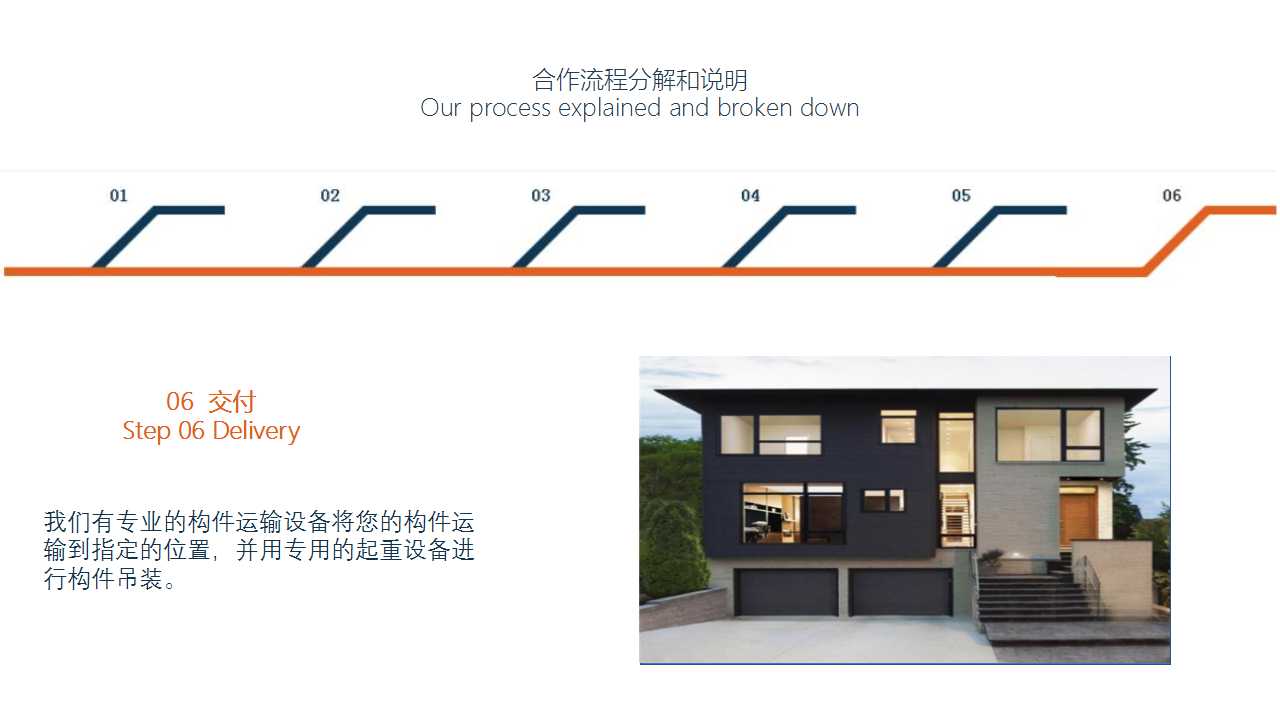 合作流程分解和说明
Our process explained and broken down
01 02 03 04 05 06
06 交付
Step 06 Delivery
我们有专业的构件运输设备将您的构件运
输到指定的位置，并用专用的起重设备进
行构件吊装。